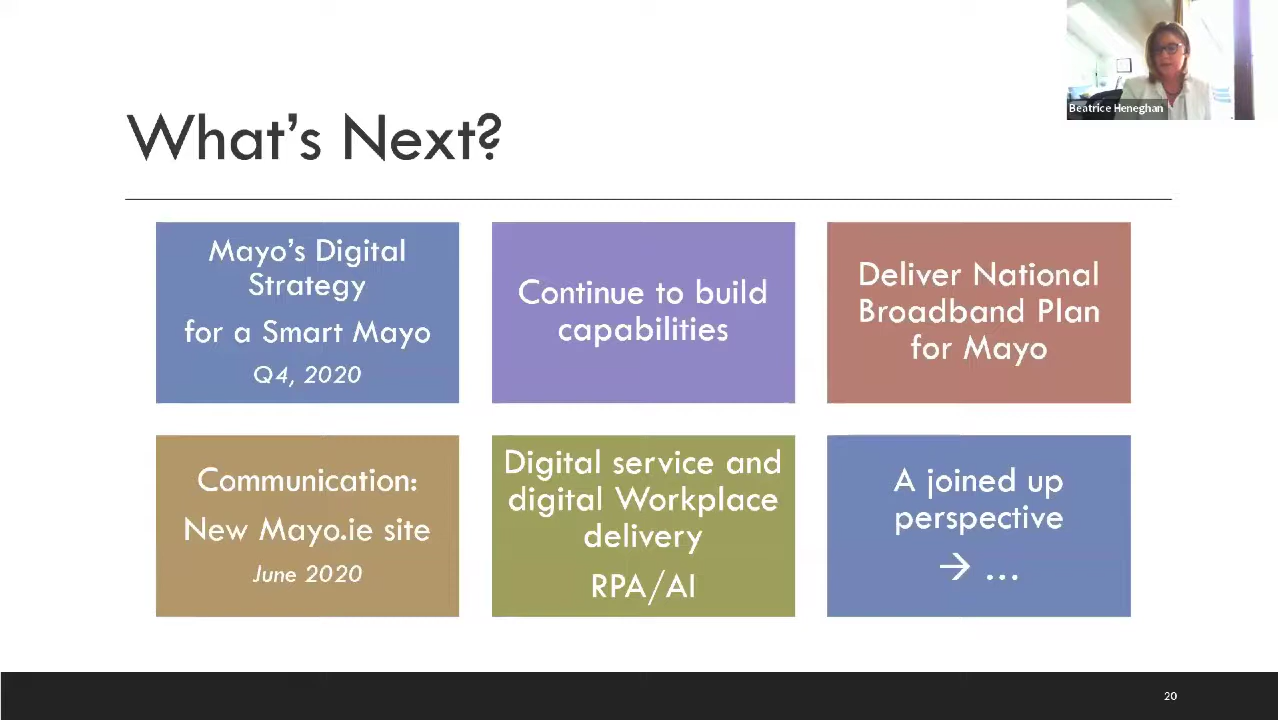 Beatrice Heneghan
What's Next?
Mayo's Digital
Strategy
for a Smart Mayo
Q4, 2020
Continue to build
capabilities
Deliver National
Broadband Plan
for Mayo
Communication:
New Mayo.ie site
June 2020
Digital service and
digital Workplace
delivery
RPA/AI
A joined up
perspective
→ ...
20